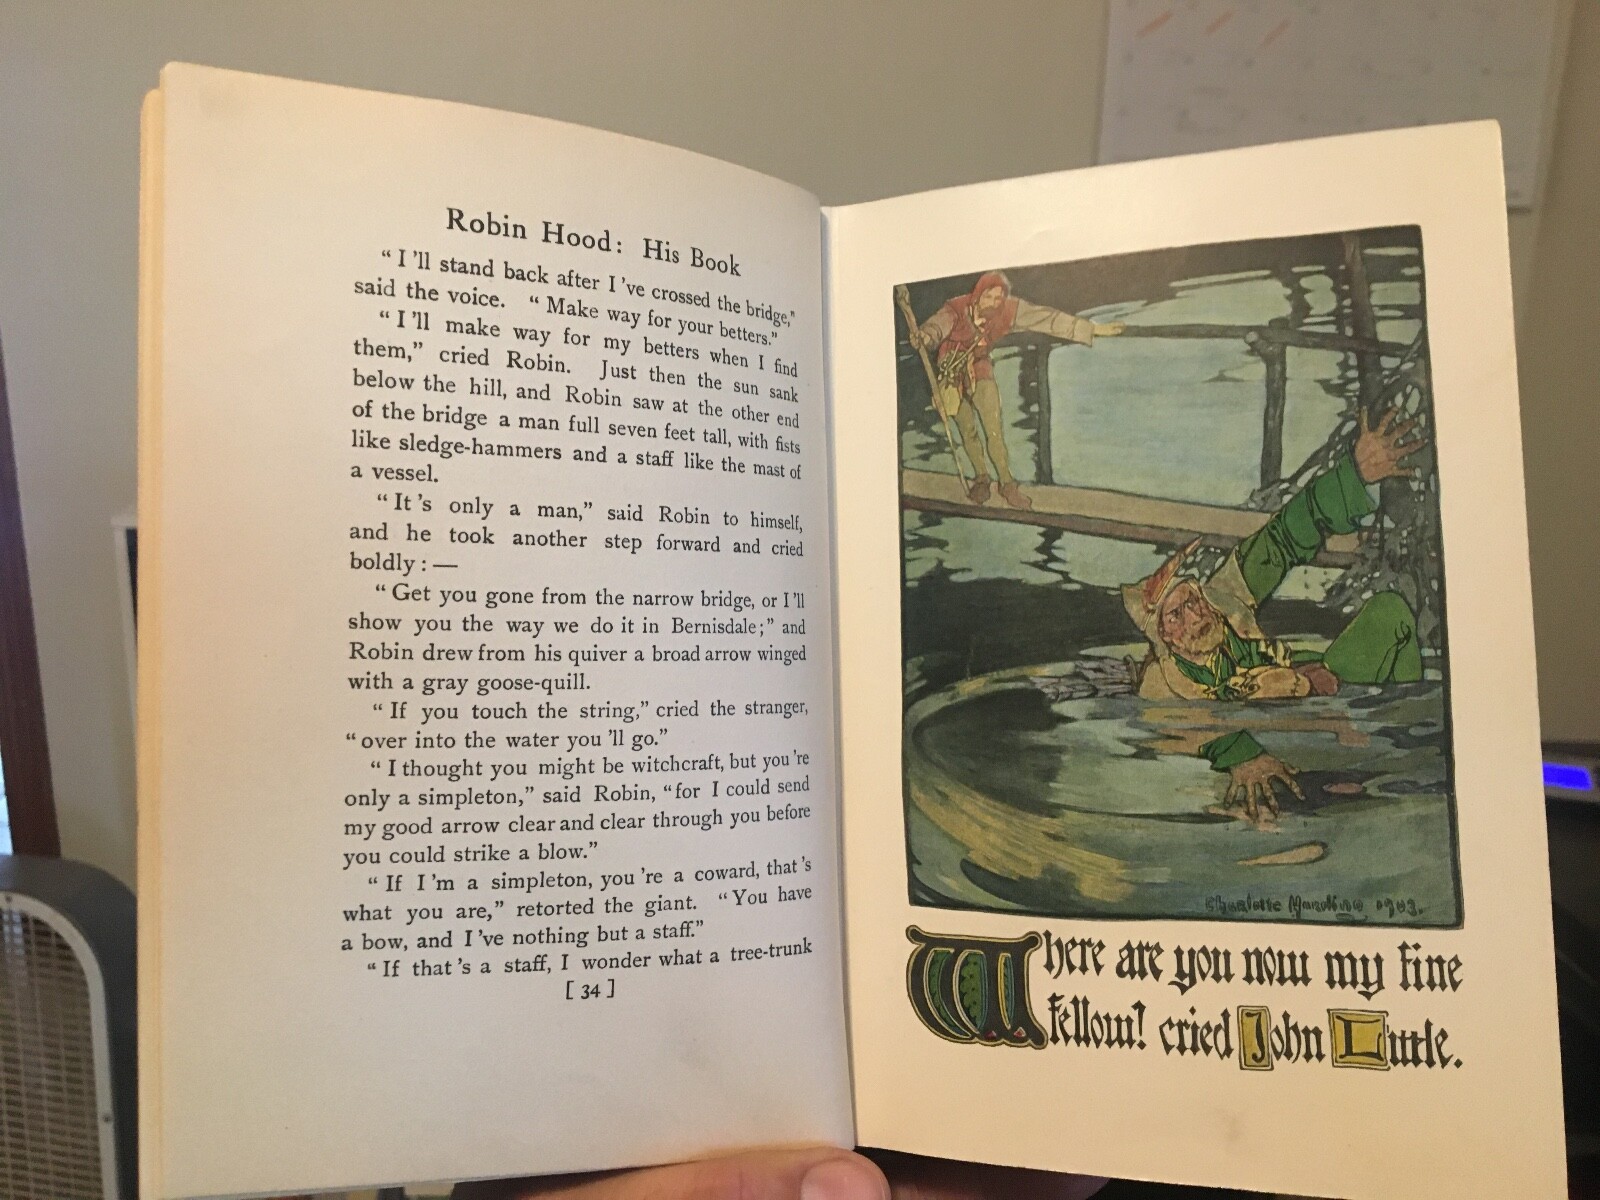 Robin Hood: His Book
“I 'll stand back after I 've crossed the bridge,”
said the voice. “Make way for your betters.”
“I 'll make way for my betters when I find
them,” cried Robin. Just then the sun sank
below the hill, and Robin saw at the other end
of the bridge a man full seven feet tall, with fists
like sledge-hammers and a staff like the mast of
a vessel.
“It 's only a man,” said Robin to himself,
and he took another step forward and cried
boldly: —
“Get you gone from the narrow bridge, or I 'll
show you the way we do it in Bernisdale;” and
Robin drew from his quiver a broad arrow winged
with a gray goose-quill.
“If you touch the string,” cried the stranger,
“over into the water you 'll go.”
“I thought you might be witchcraft, but you 're
only a simpleton,” said Robin, “for I could send
my good arrow clear and clear through you before
you could strike a blow.”
“If I 'm a simpleton, you 're a coward, that 's
what you are,” retorted the giant. “You have
a bow, and I 've nothing but a staff.”
“If that 's a staff, I wonder what a tree-trunk
[ 34 ]
Charlotte Harding 1903.
Where are you now my fine
fellow! cried John Little.